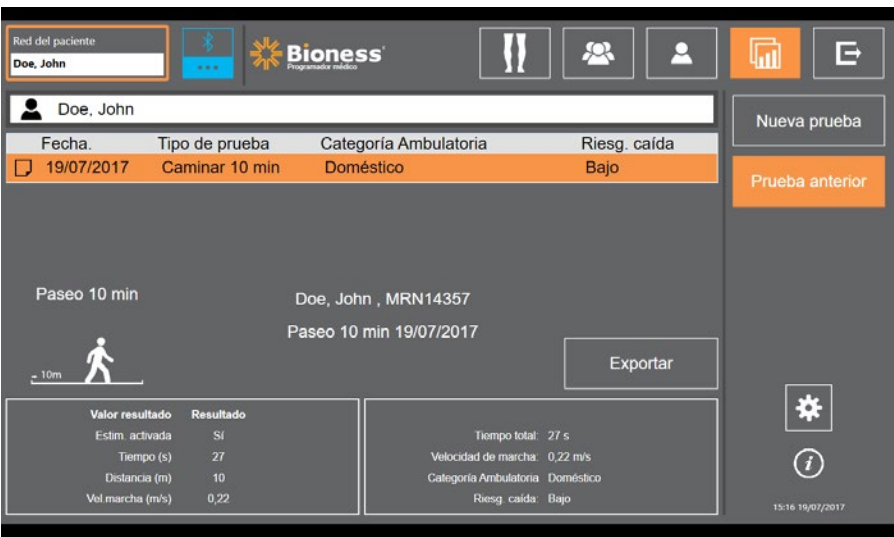 Red del paciente
Doe, John
Bioness
Programador médico
Doe, John
Nueva prueba
Fecha. Tipo de prueba Categoría Ambulatoria Riesg. caída
19/07/2017 Caminar 10 min Doméstico Bajo
Prueba anterior
Paseo 10 min
Doe, John , MRN14357
Paseo 10 min 19/07/2017
10m
Exportar
Valor resultado Resultado
Estim. activada Sí
Tiempo (s) 27
Distancia (m) 10
Vel.marcha (m/s) 0,22
Tiempo total: 27 s
Velocidad de marcha: 0,22 m/s
Categoría Ambulatoria Doméstico
Riesg. caída: Bajo
i
15:16 19/07/2017